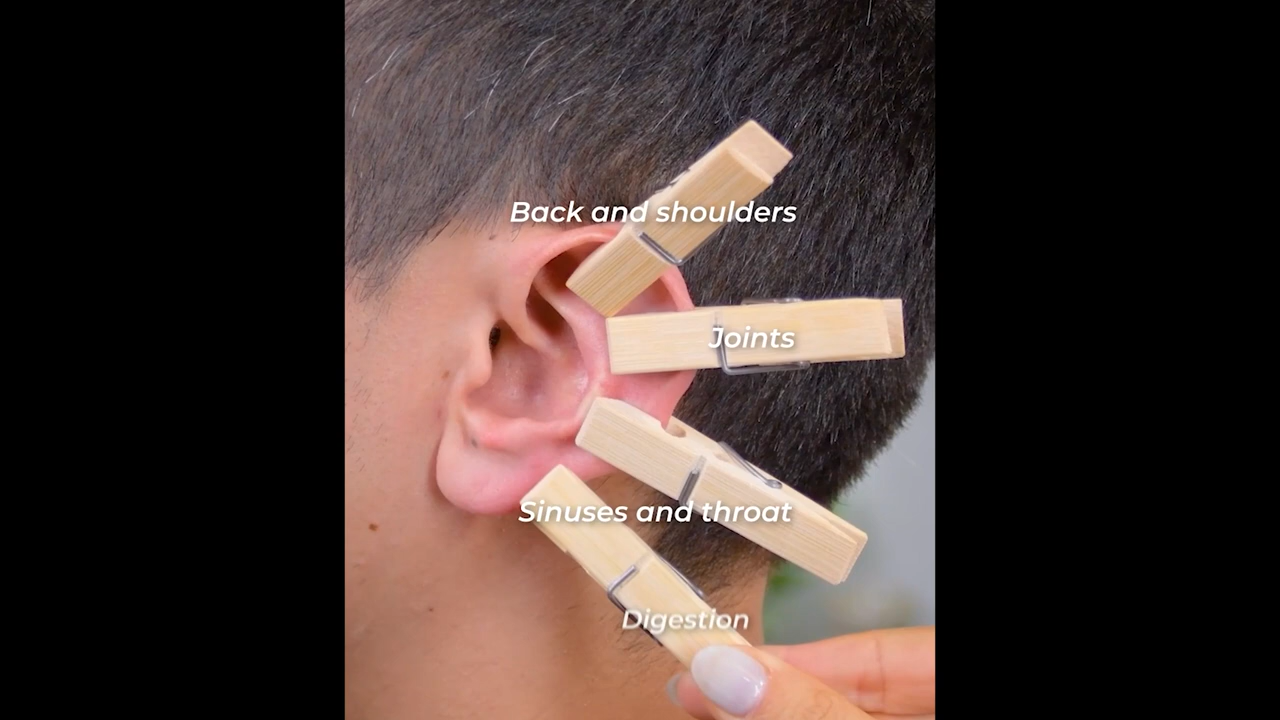 Back and shoulders
Joints
Sinuses and throat
Digestion